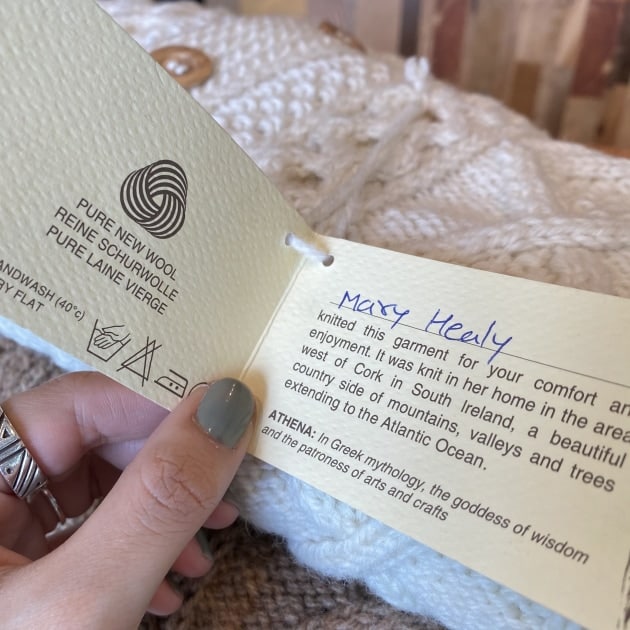 PURE NEW WOOL
REINE SCHURWOLLE
PURE LAINE VIERGE
(40°c)
FLAT
Mary Healy
knitted this garment for your comfort
enjoyment. It was knit in her home in the area
west of Cork in South Ireland, a beautiful
country side of mountains, valleys and trees
extending to the Atlantic Ocean.
ATHENA: In Greek mythology, the goddess of wisdom
and the patroness of arts and crafts